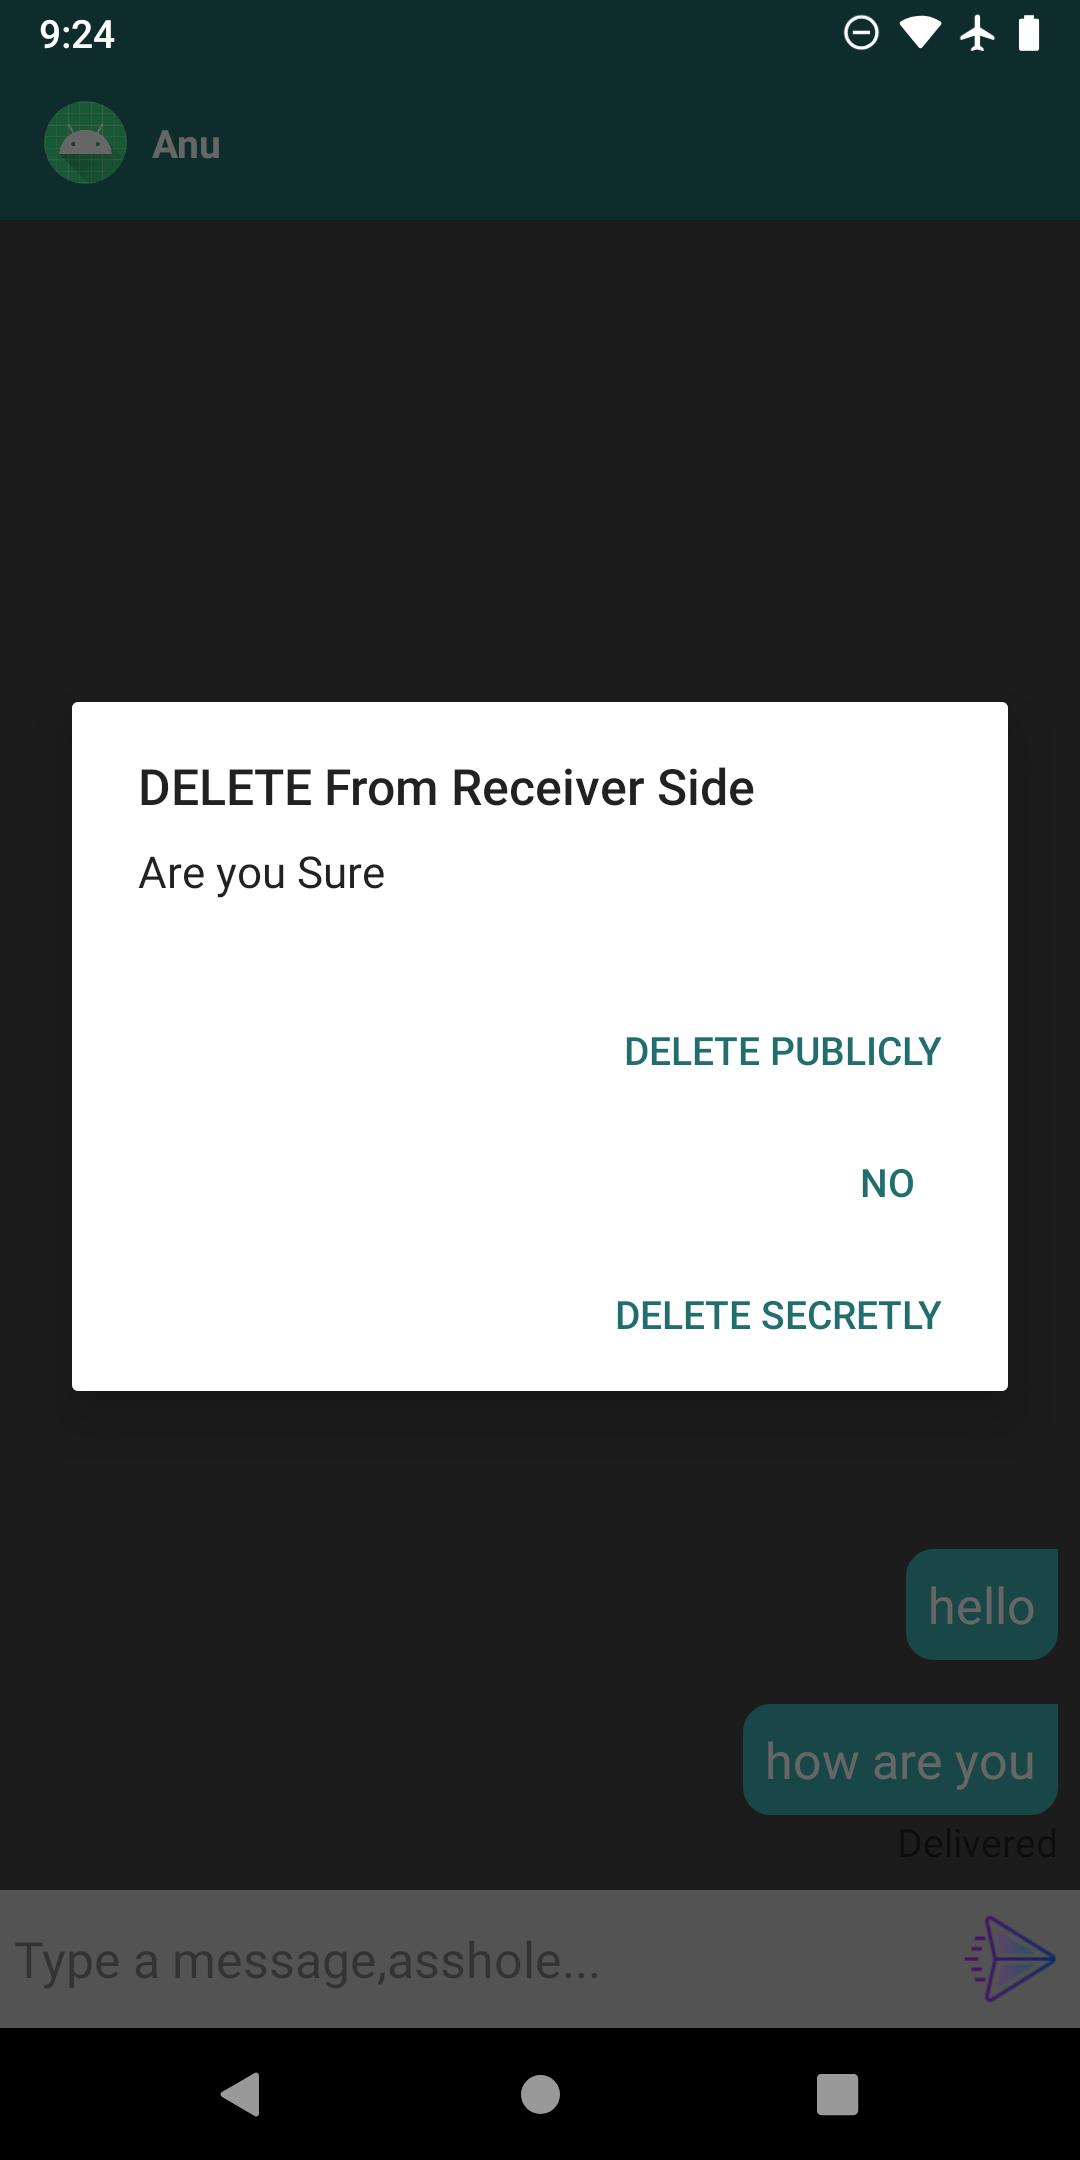 9:24
Anu
DELETE From Receiver Side
Are you Sure
DELETE PUBLICLY
NO
DELETE SECRETLY
hello
how are you
Delivered
Type a message,asshole...